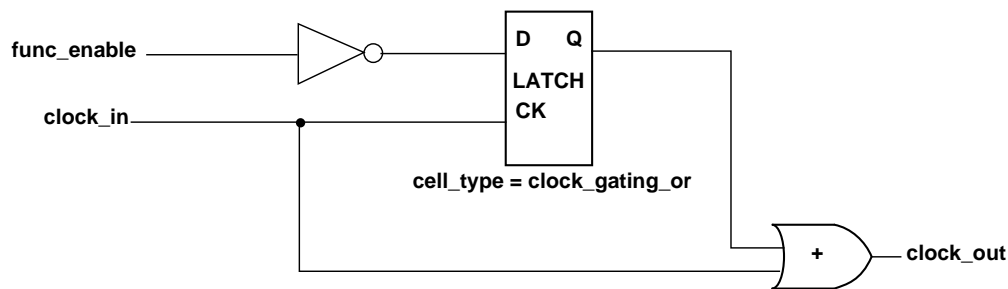 func_enable
D Q
LATCH
clock_in
CK
cell_type = clock_gating_or
+
clock_out